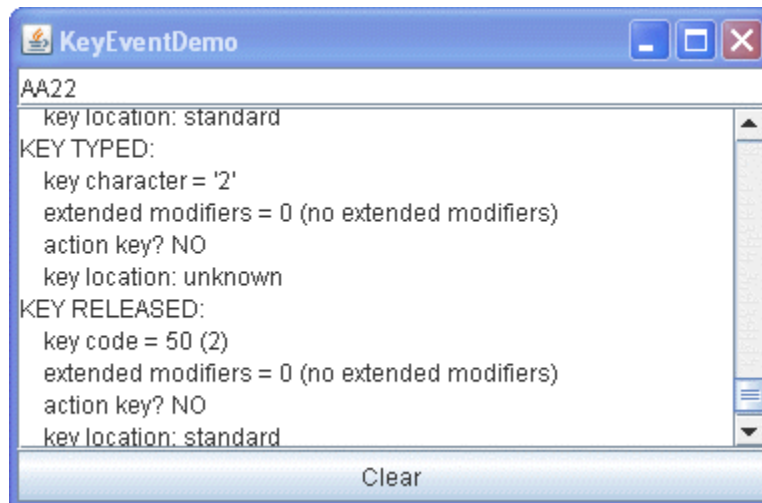 KeyEventDemo
AA22
key location: standard
KEY TYPED:
key character = '2'
extended modifiers = 0 (no extended modifiers)
action key? NO
key location: unknown
KEY RELEASED:
key code = 50 (2)
extended modifiers = 0 (no extended modifiers)
action key? NO
key location: standard
Clear